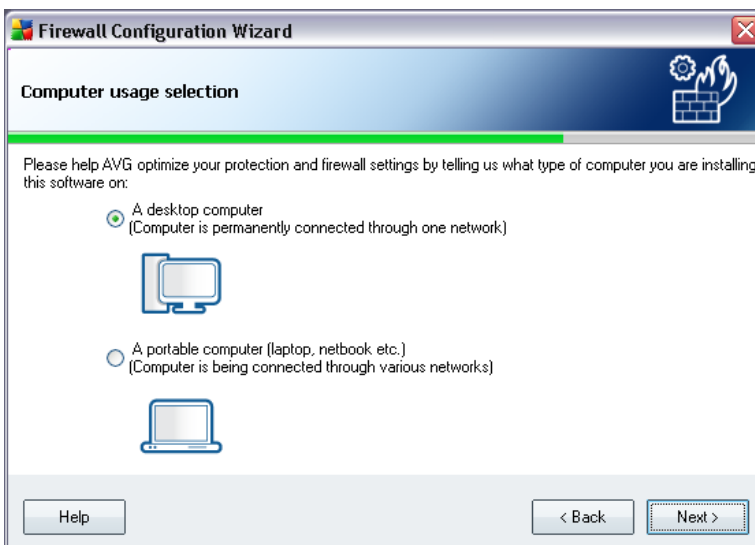 Firewall Configuration Wizard
Computer usage selection
Please help AVG optimize your protection and firewall settings by telling us what type of computer you are installing
this software on:
A desktop computer
(Computer is permanently connected through one network)
A portable computer (laptop, netbook etc.)
(Computer is being connected through various networks)
Help
< Back
Next >